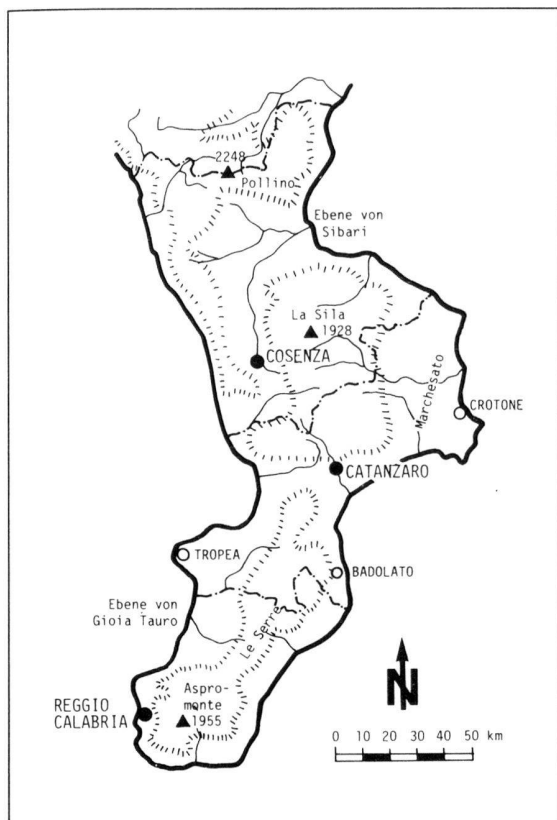 2248
Pollino
Ebene von
Sibari
La Sila
1928
COSENZA
Marchesato
CROTONE
CATANZARO
TROPEA
BADOLATO
Ebene von
Gioia Tauro
Le Serre
Aspro-
monte
1955
REGGIO
CALABRIA
N
0 10 20 30 40 50 km